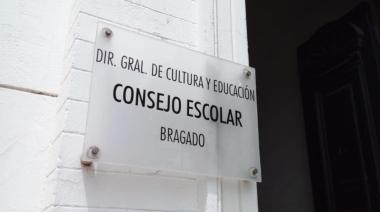 DIR. GRAL. DE CULTURA Y EDUCACIÓN
CONSEJO ESCOLAR
BRAGADO